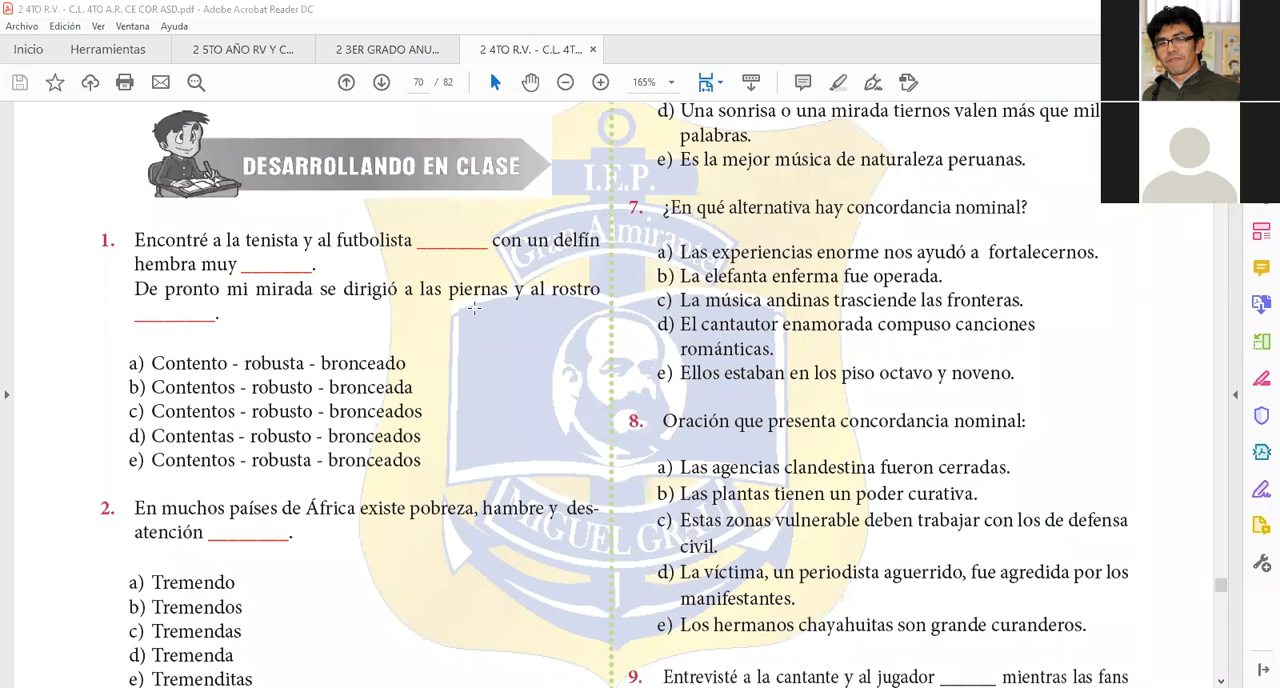 2 4TO R.V. - C.L. 4TO A.R. CE COR ASD.pdf - Adobe Acrobat Reader DC
Archivo Edición Ver Ventana Ayuda
Inicio Herramientas 2 5TO AÑO RV Y C... 2 3ER GRADO ANU... 2 4TO R.V. - C.L. 4T... ×
70 / 82 165%
DESARROLLANDO EN CLASE
1. Encontré a la tenista y al futbolista _______ con un delfín
hembra muy _______.
De pronto mi mirada se dirigió a las piernas y al rostro
________.
a) Contento - robusta - bronceado
b) Contentos - robusto - bronceada
c) Contentos - robusto - bronceados
d) Contentas - robusto - bronceados
e) Contentos - robusta - bronceados
2. En muchos países de África existe pobreza, hambre y des-
atención ________.
a) Tremendo
b) Tremendos
c) Tremendas
d) Tremenda
e) Tremenditas
d) Una sonrisa o una mirada tiernos valen más que mil
palabras.
e) Es la mejor música de naturaleza peruanas.
7. ¿En qué alternativa hay concordancia nominal?
a) Las experiencias enorme nos ayudó a fortalecernos.
b) La elefanta enferma fue operada.
c) La música andinas trasciende las fronteras.
d) El cantautor enamorada compuso canciones
románticas.
e) Ellos estaban en los piso octavo y noveno.
8. Oración que presenta concordancia nominal:
a) Las agencias clandestina fueron cerradas.
b) Las plantas tienen un poder curativa.
c) Estas zonas vulnerable deben trabajar con los de defensa
civil.
d) La víctima, un periodista aguerrido, fue agredida por los
manifestantes.
e) Los hermanos chayahuitas son grande curanderos.
9. Entrevisté a la cantante y al jugador ______ mientras las fans
I.E.P.
Gran Almirante
MIGUEL GRAU